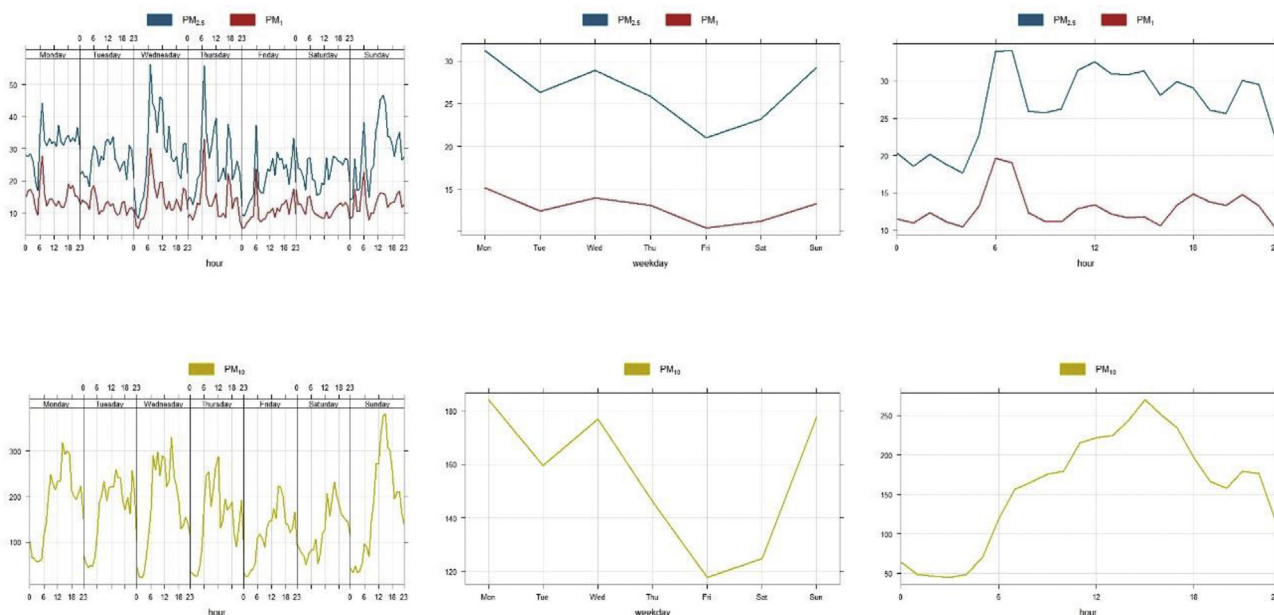 PM2.5 PM1
0 6 12 18 23 0 6 12 18 23 0 6 12 18 23
Monday Tuesday Wednesday Thursday Friday Saturday Sunday
50
40
30
20
10
0 6 12 18 23 0 6 12 18 23 0 6 12 18 23 0 6 12 18 23
hour
PM2.5 PM1
30
25
20
15
Mon Tue Wed Thu Fri Sat Sun
weekday
PM2.5 PM1
30
25
20
15
10
0 6 12 18
hour
PM10
0 6 12 18 23 0 6 12 18 23 0 6 12 18 23
Monday Tuesday Wednesday Thursday Friday Saturday Sunday
300
200
100
0 6 12 18 23 0 6 12 18 23 0 6 12 18 23 0 6 12 18 23
hour
PM10
180
160
140
120
Mon Tue Wed Thu Fri Sat Sun
weekday
PM10
250
200
150
100
50
0 6 12 18
hour